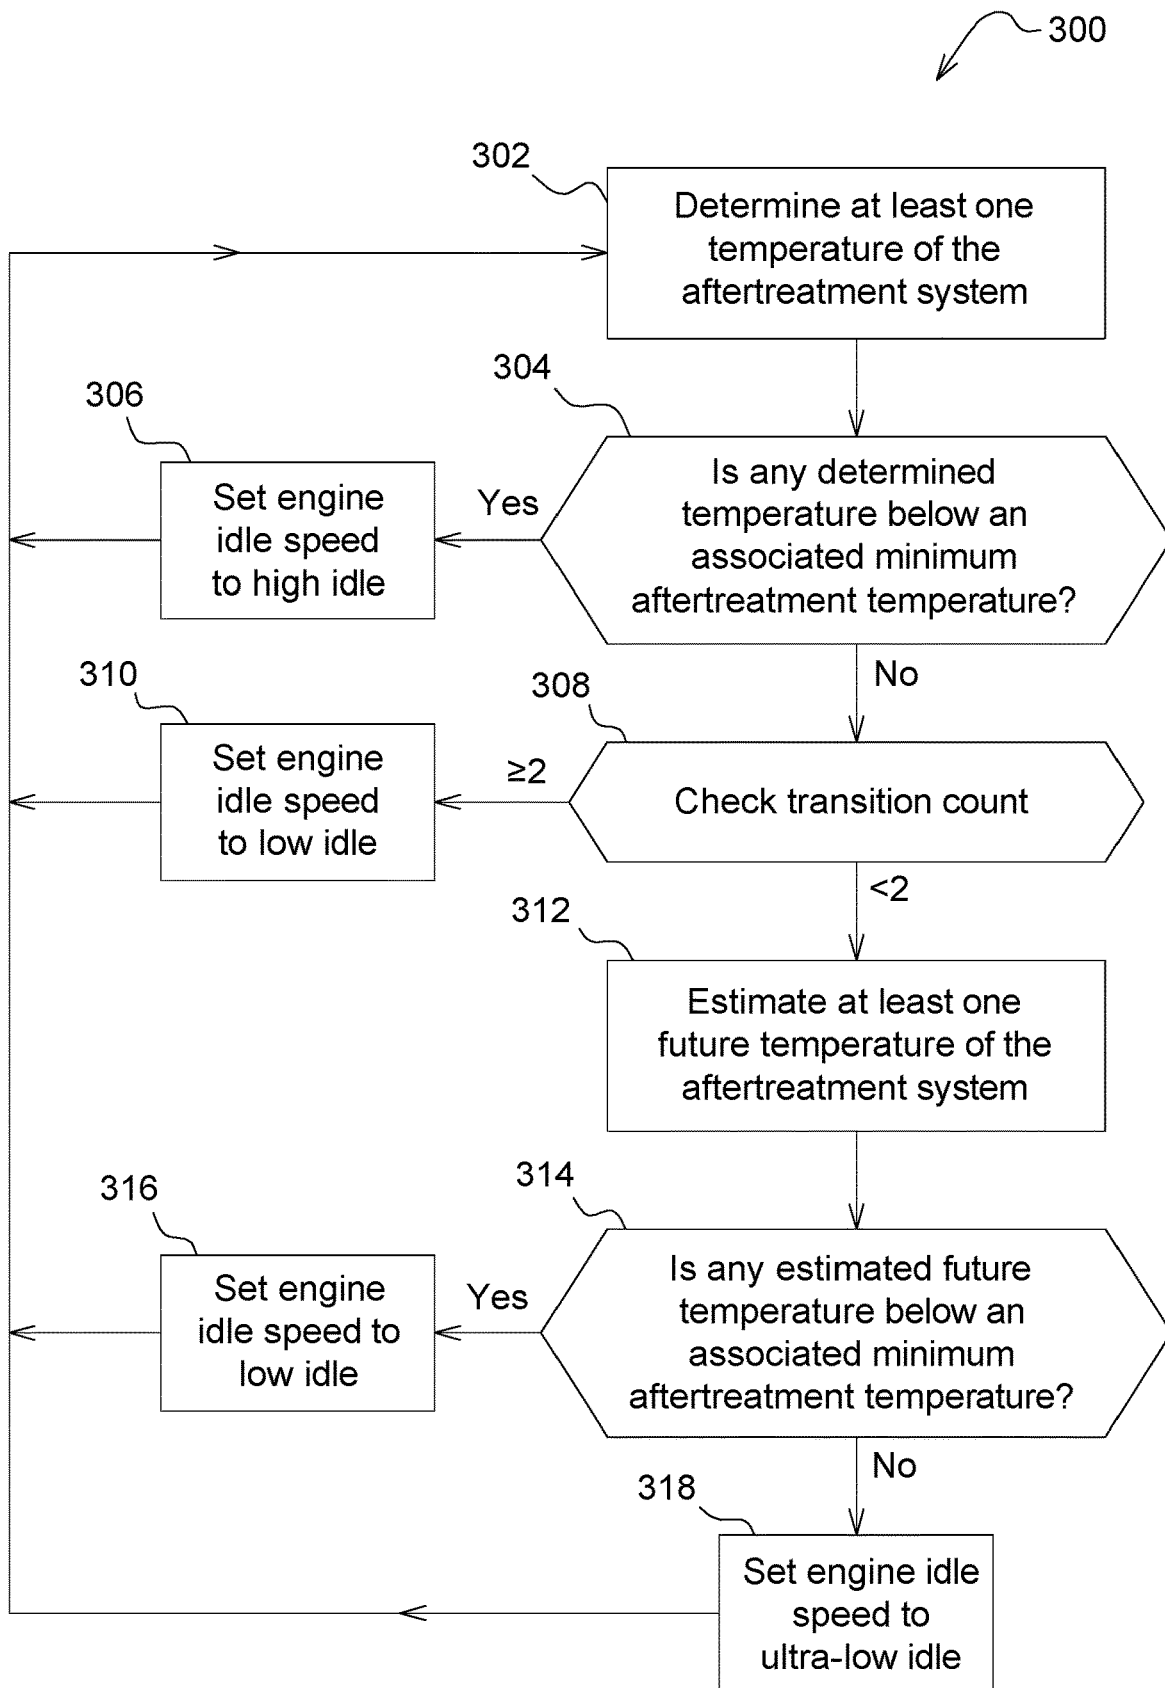 300
302
Determine at least one
temperature of the
aftertreatment system
304
306
Is any determined
temperature below an
associated minimum
aftertreatment temperature?
Yes
Set engine
idle speed
to high idle
No
310
308
Set engine
idle speed
to low idle
≥2
Check transition count
<2
312
Estimate at least one
future temperature of the
aftertreatment system
316
314
Is any estimated future
temperature below an
associated minimum
aftertreatment temperature?
Yes
Set engine
idle speed to
low idle
No
318
Set engine idle
speed to
ultra-low idle